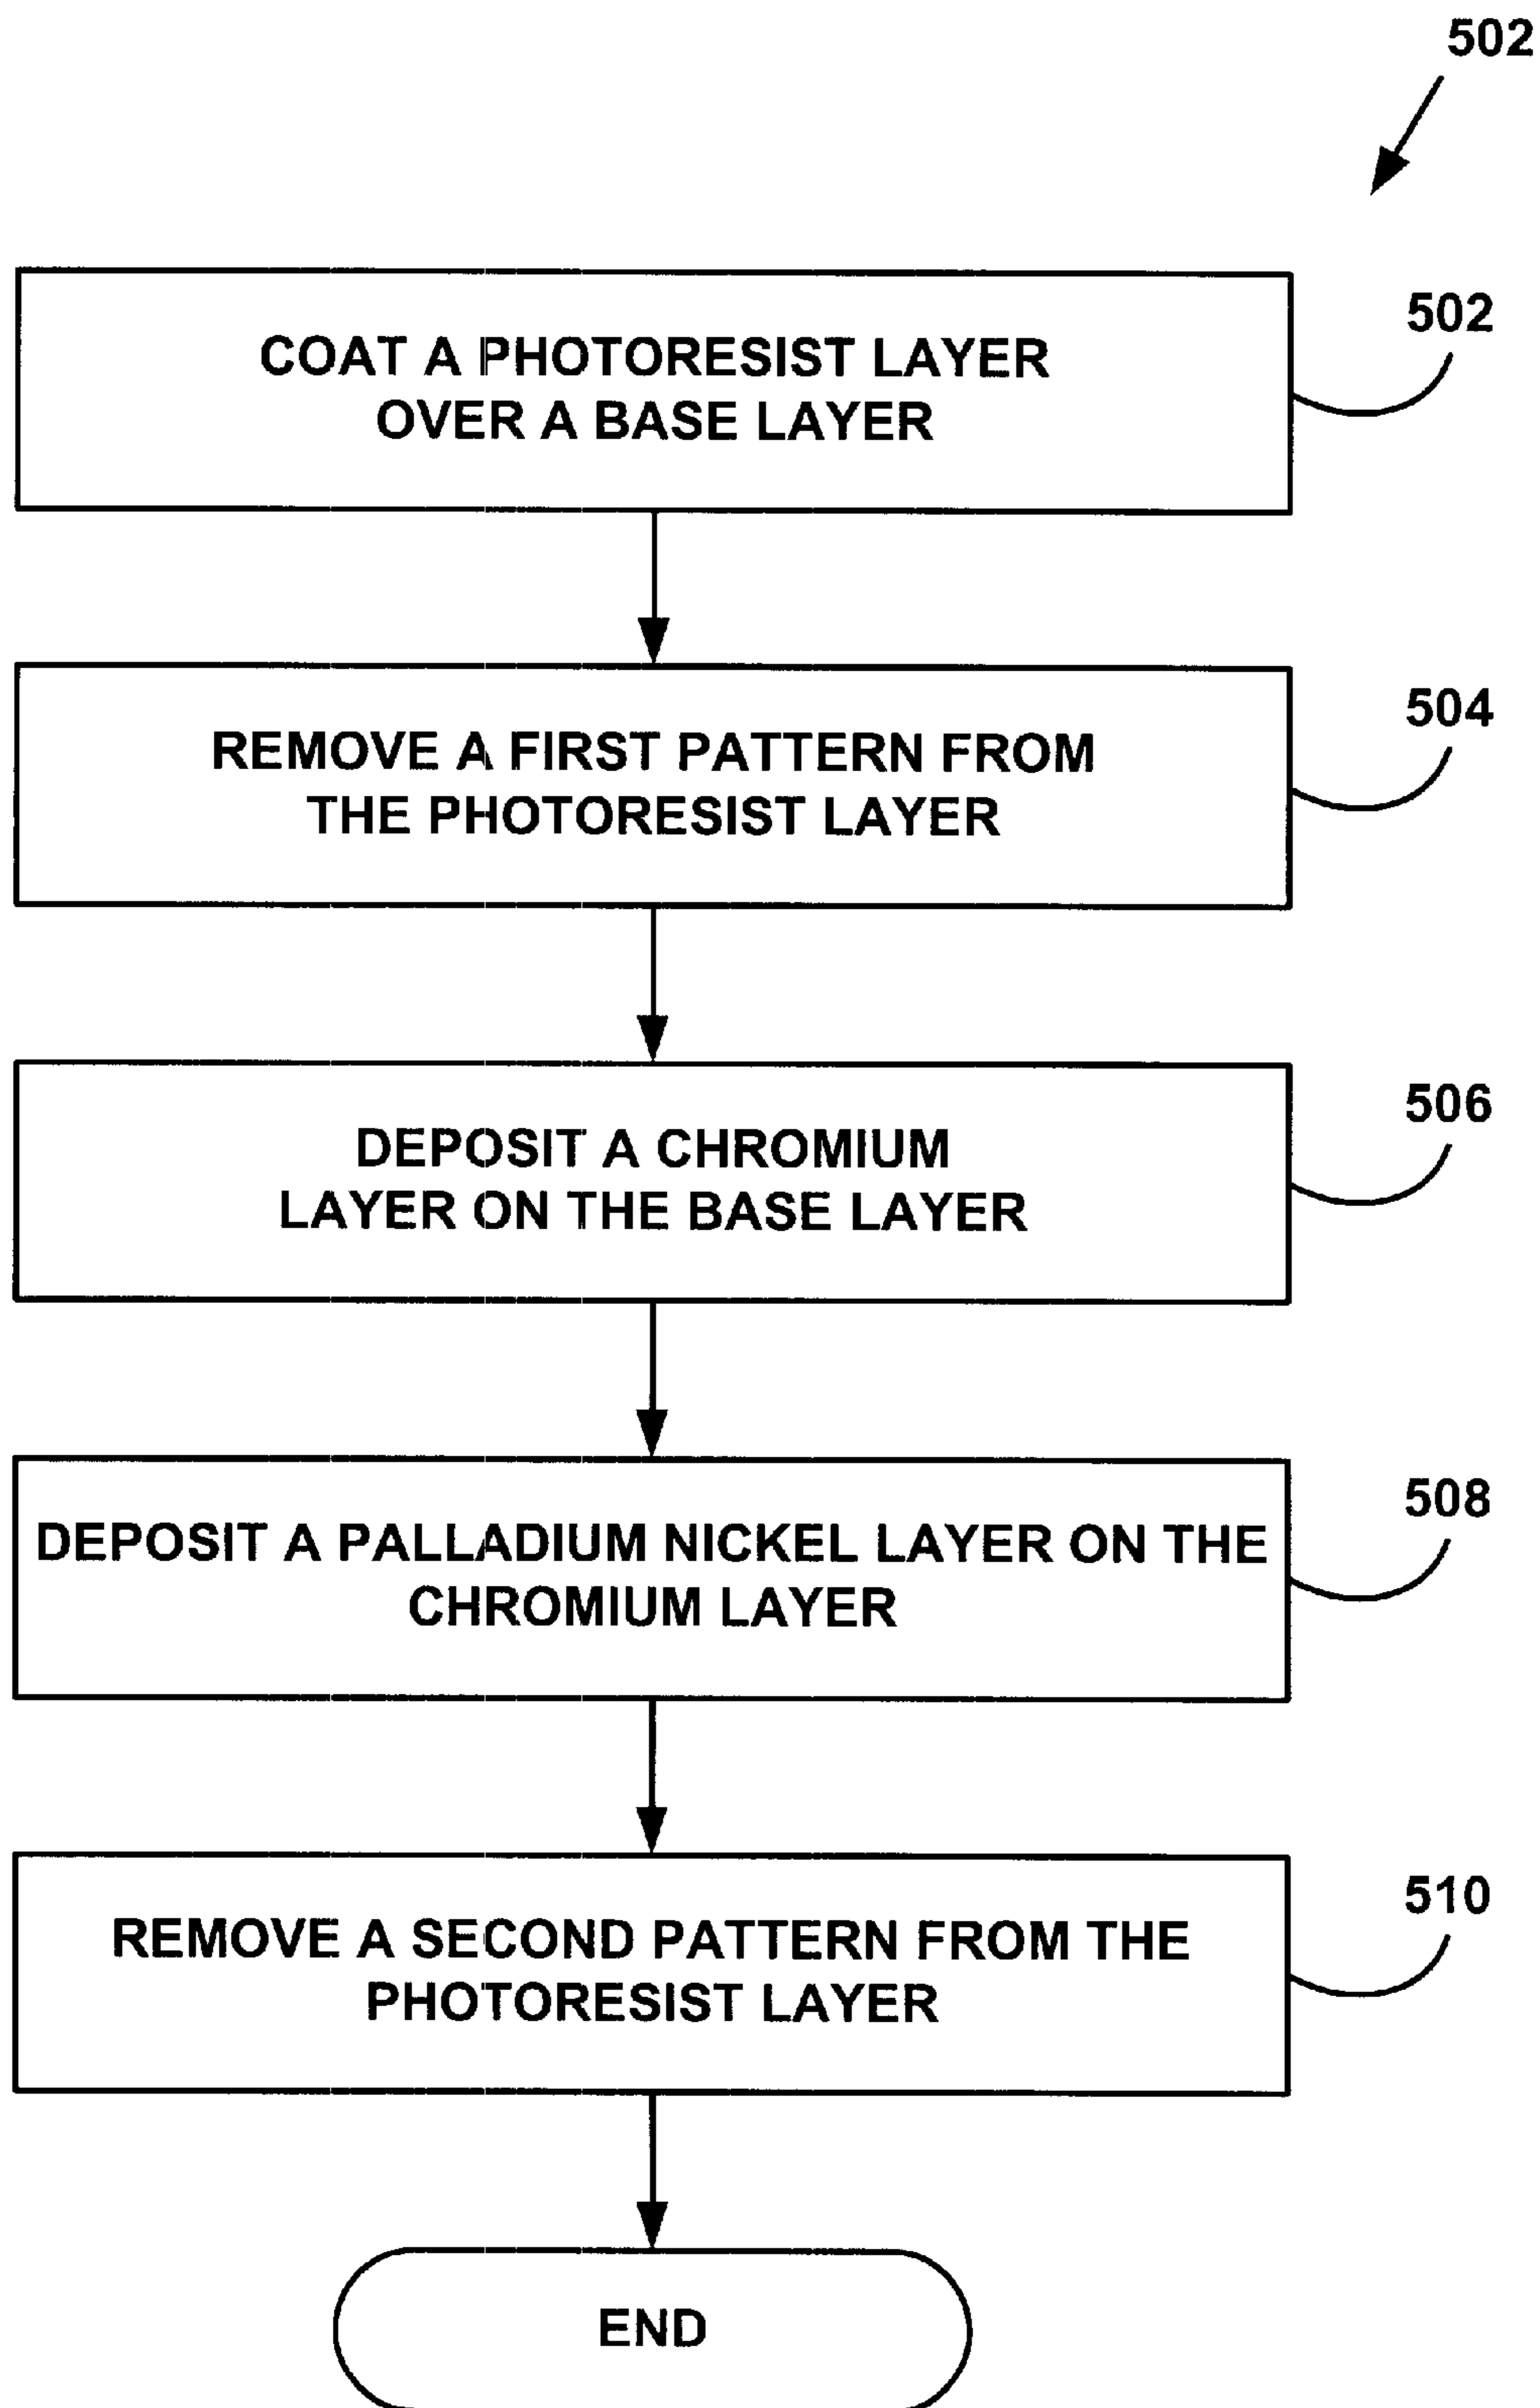 502
COAT A PHOTORESIST LAYER
OVER A BASE LAYER
502
REMOVE A FIRST PATTERN FROM
THE PHOTORESIST LAYER
504
DEPOSIT A CHROMIUM
LAYER ON THE BASE LAYER
506
DEPOSIT A PALLADIUM NICKEL LAYER ON THE
CHROMIUM LAYER
508
REMOVE A SECOND PATTERN FROM THE
PHOTORESIST LAYER
510
END